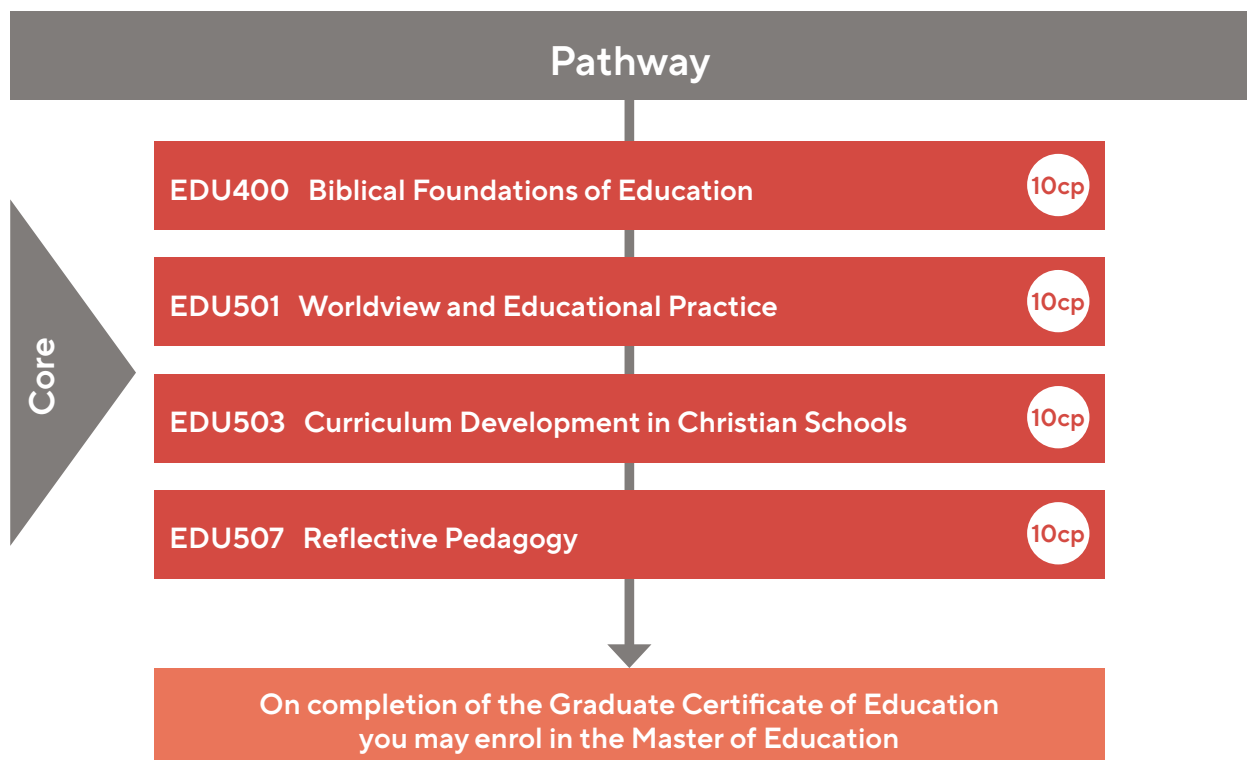 Pathway
EDU400 Biblical Foundations of Education 10cp
EDU501 Worldview and Educational Practice 10cp
Core
EDU503 Curriculum Development in Christian Schools 10cp
EDU507 Reflective Pedagogy 10cp
On completion of the Graduate Certificate of Education
you may enrol in the Master of Education